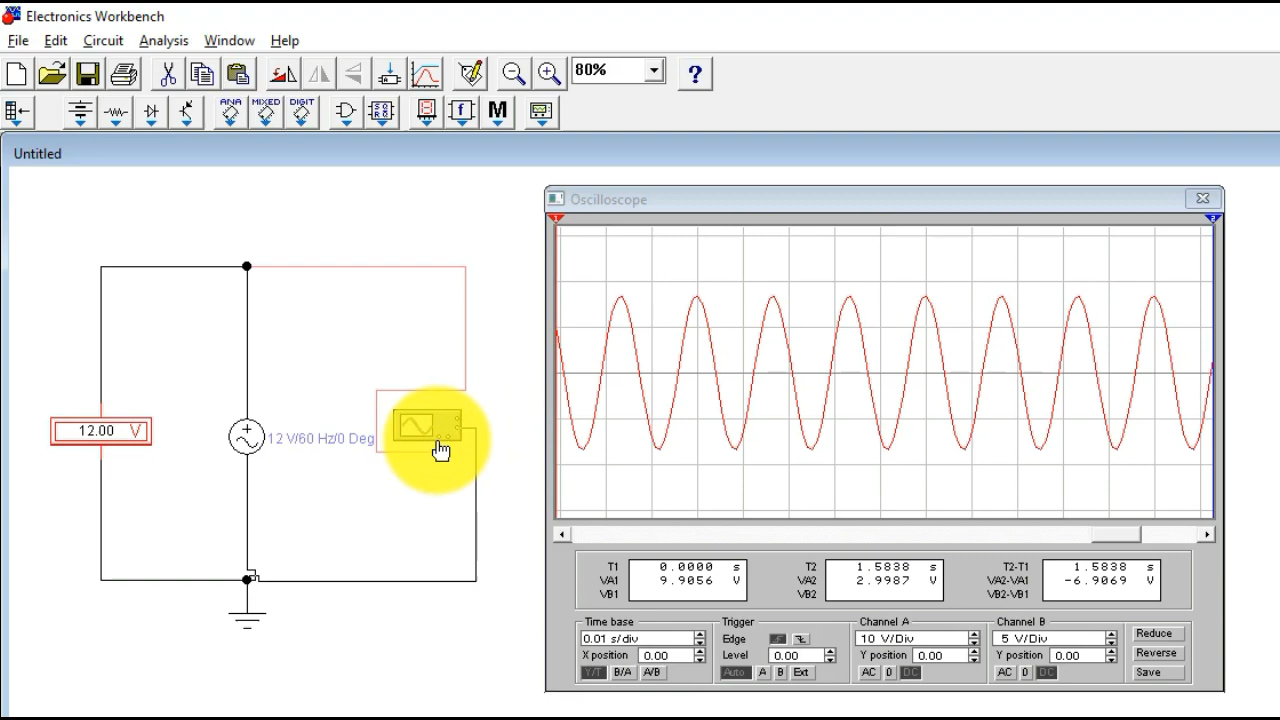 Electronics Workbench
File Edit Circuit Analysis Window Help
80% ?
ANA MIXED DIGIT f M
Untitled
Oscilloscope
1 2
12.00 V
12 V/60 Hz/0 Deg
T1 0.0000 s T2 1.5838 s T2-T1 1.5838 s
VA1 9.9056 V VA2 2.9987 V VA2-VA1 -6.9069 V
VB1 VB2 VB2-VB1
Time base Trigger Channel A Channel B
0.01 s/div Edge 10 V/Div 5 V/Div Reduce
X position 0.00 Level 0.00 Y position 0.00 Y position 0.00 Reverse
Y/T B/A A/B Auto A B Ext AC 0 DC AC 0 DC Save